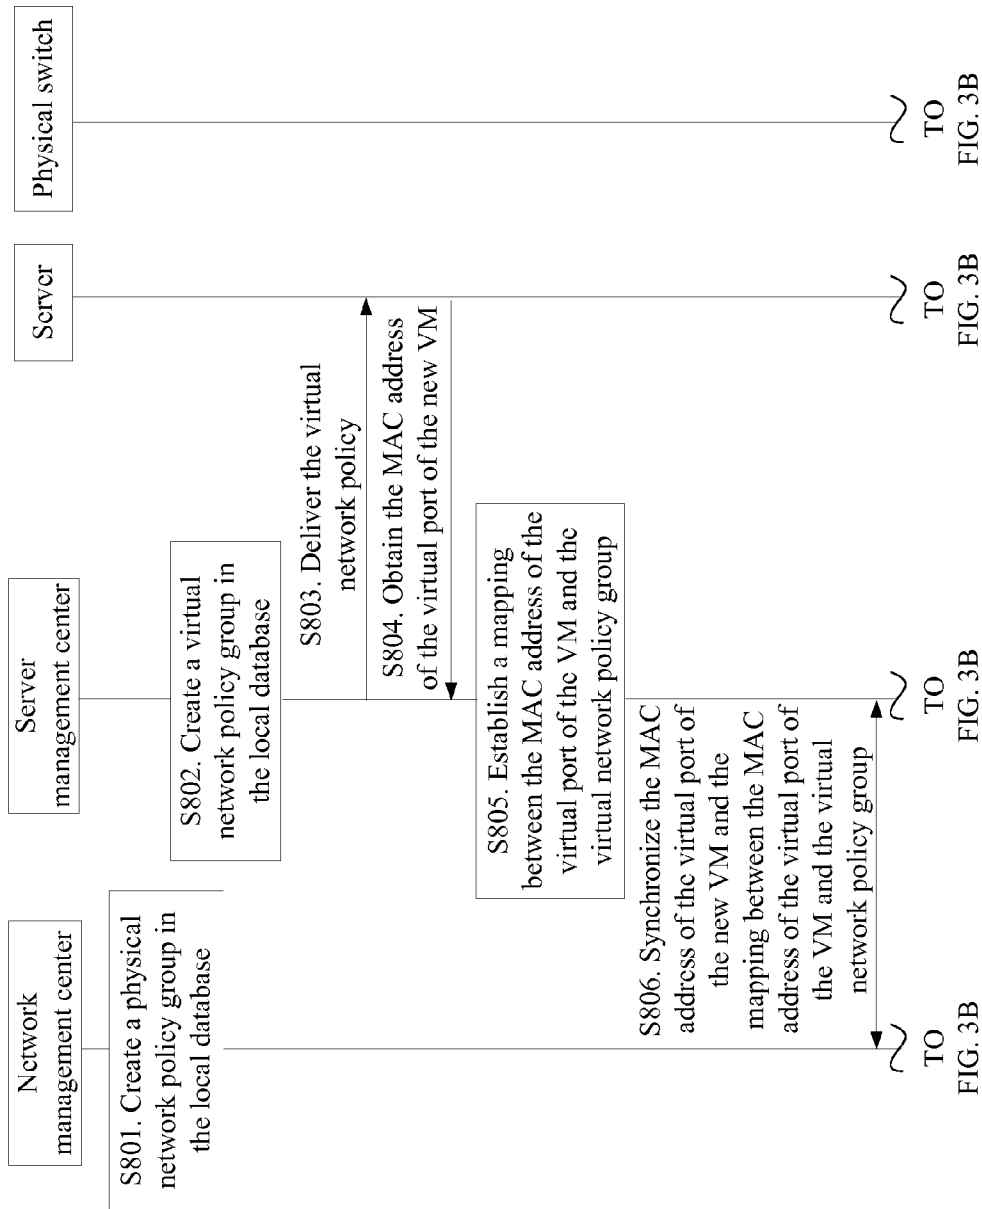 Network
management center
Server
management center
Server
Physical switch
S801. Create a physical
network policy group in
the local database
S802. Create a virtual
network policy group in
the local database
S803. Deliver the virtual
network policy
S804. Obtain the MAC address
of the virtual port of the new VM
S805. Establish a mapping
between the MAC address of the
virtual port of the VM and the
virtual network policy group
S806. Synchronize the MAC
address of the virtual port of
the new VM and the
mapping between the MAC
address of the virtual port of
the VM and the virtual
network policy group
TO
FIG. 3B
TO
FIG. 3B
TO
FIG. 3B
TO
FIG. 3B